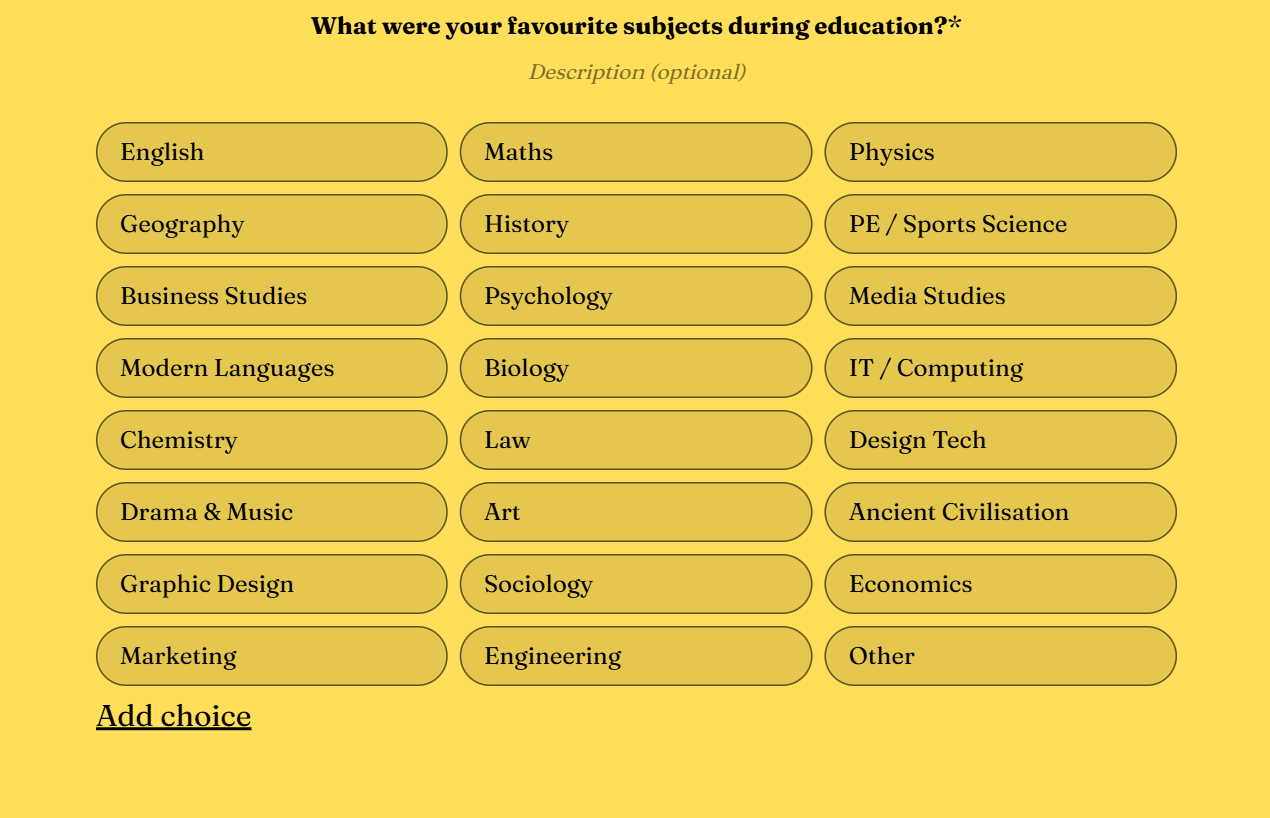 What were your favourite subjects during education?*
Description (optional)
English
Maths
Physics
Geography
History
PE / Sports Science
Business Studies
Psychology
Media Studies
Modern Languages
Biology
IT / Computing
Chemistry
Law
Design Tech
Drama & Music
Art
Ancient Civilisation
Graphic Design
Sociology
Economics
Marketing
Engineering
Other
Add choice